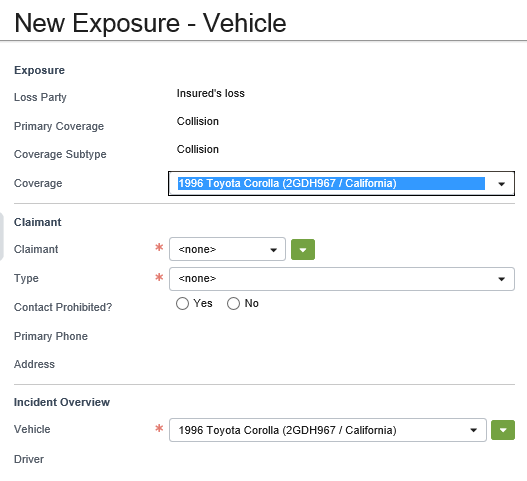 New Exposure - Vehicle
Exposure
Loss Party Insured's loss
Primary Coverage Collision
Coverage Subtype Collision
Coverage 1996 Toyota Corolla (2GDH967 / California)
Claimant
Claimant * <none>
Type * <none>
Contact Prohibited? Yes No
Primary Phone
Address
Incident Overview
Vehicle * 1996 Toyota Corolla (2GDH967 / California)
Driver